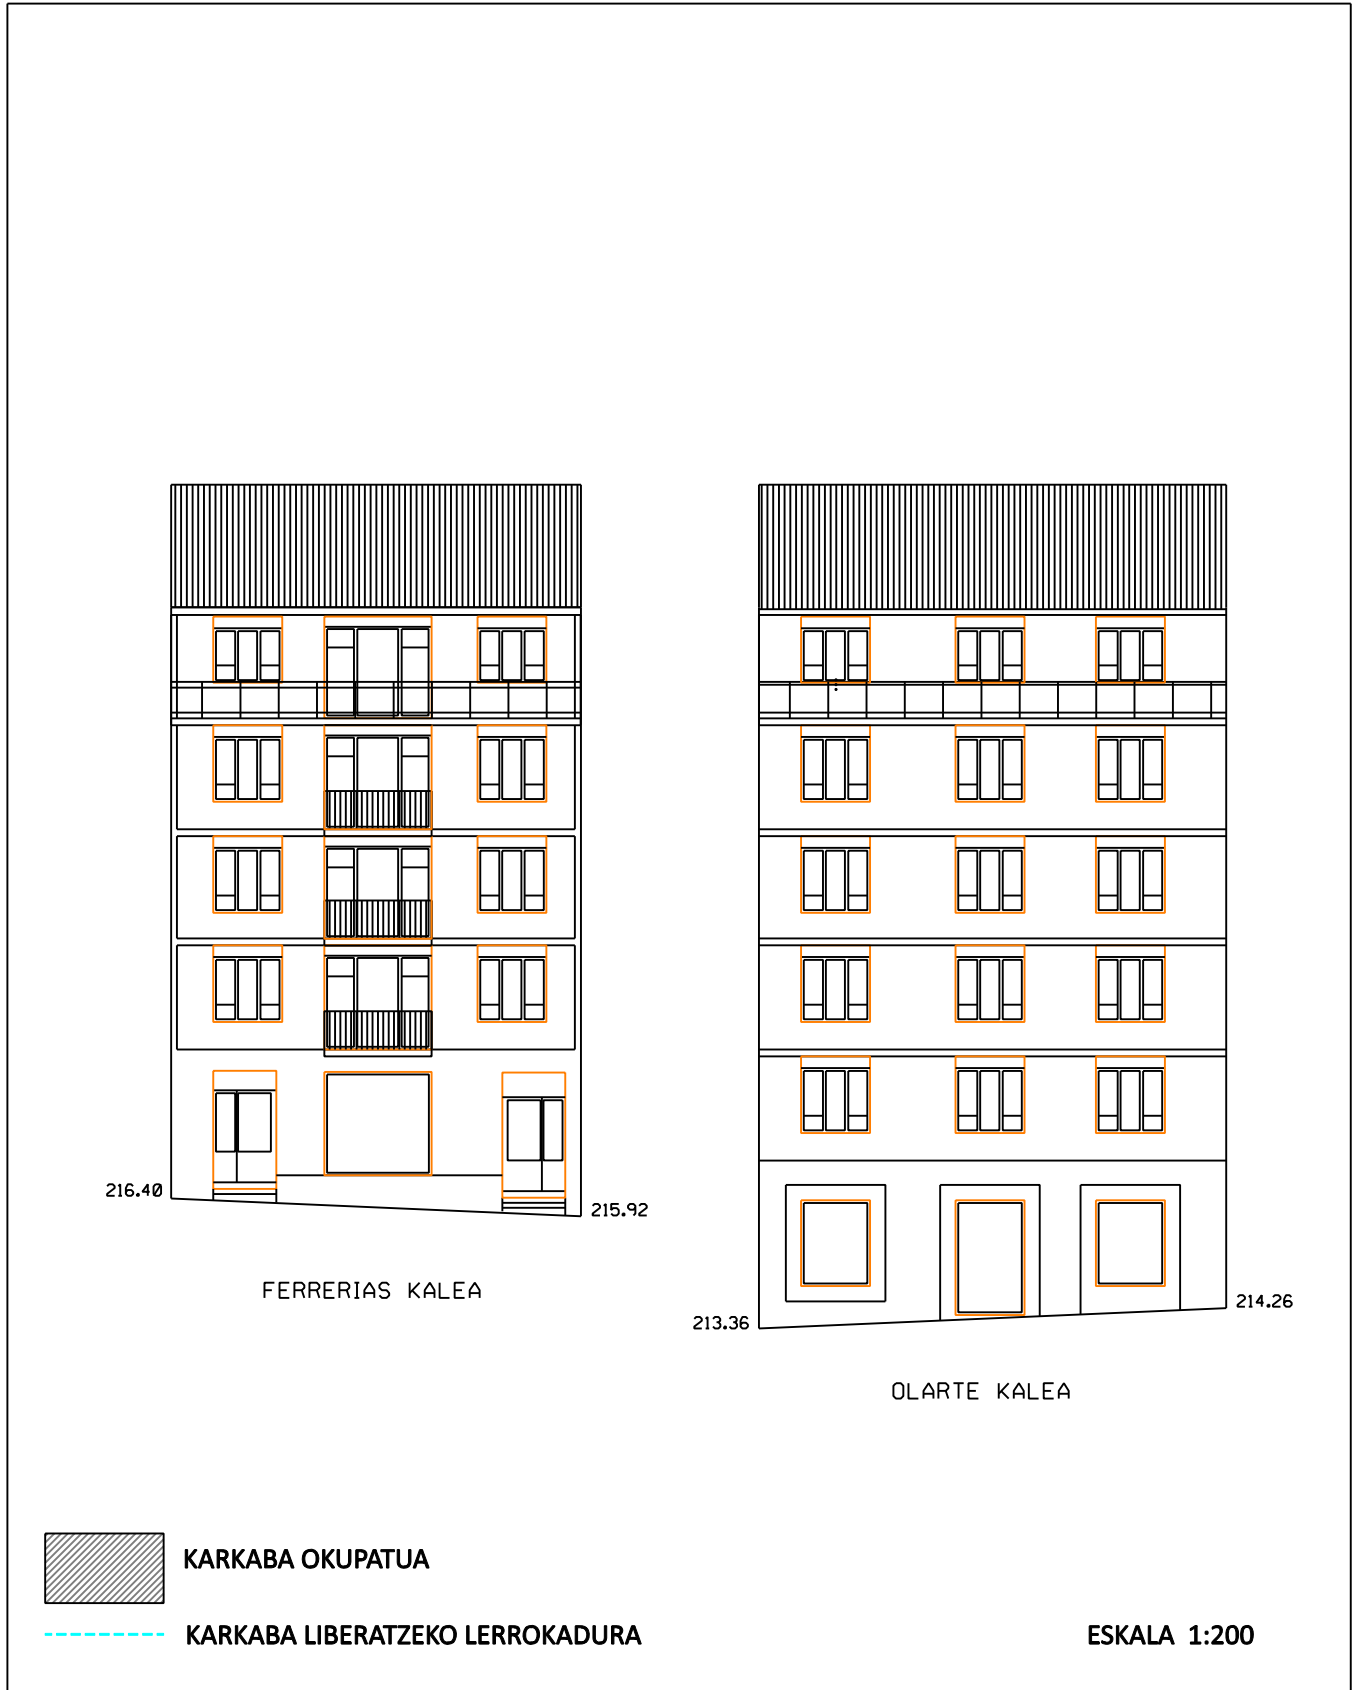 216.40
215.92
FERRERIAS KALEA
213.36
214.26
OLARTE KALEA
KARKABA OKUPATUA
KARKABA LIBERATZEKO LERROKADURA
ESKALA 1:200